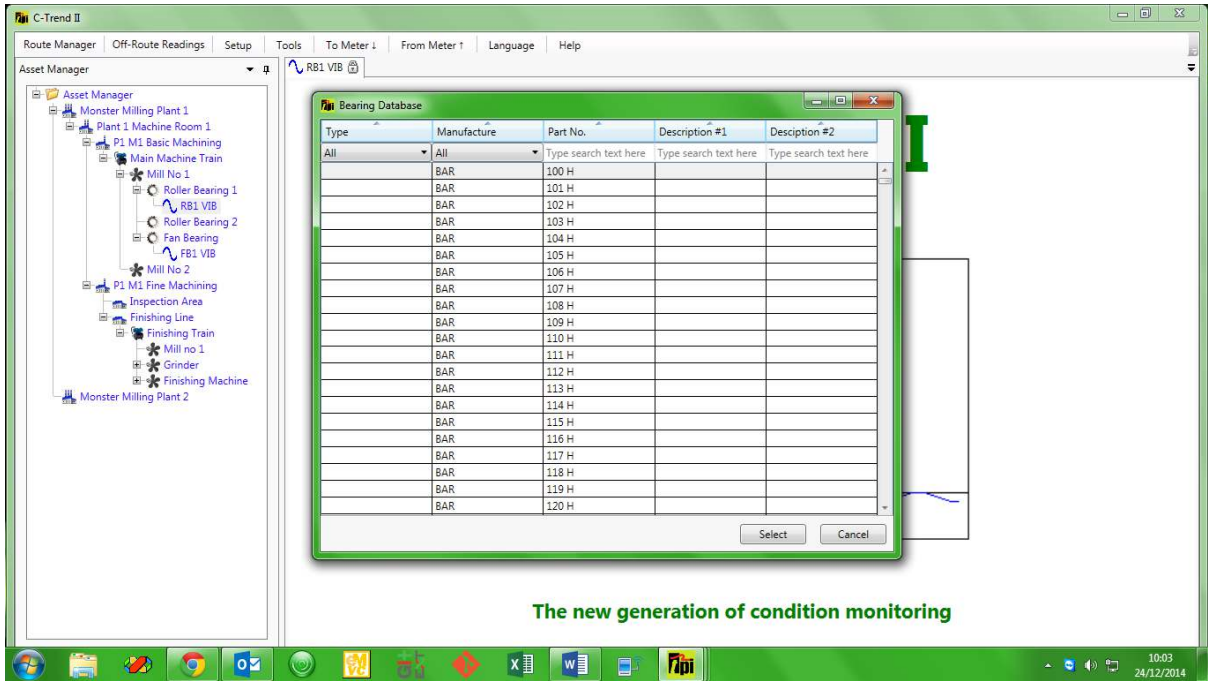 C-Trend II
Route Manager Off-Route Readings Setup Tools To Meter ↓ From Meter ↑ Language Help
Asset Manager
RB1 VIB
Asset Manager
Monster Milling Plant 1
Plant 1 Machine Room 1
P1 M1 Basic Machining
Main Machine Train
Mill No 1
Roller Bearing 1
RB1 VIB
Roller Bearing 2
Fan Bearing
FB1 VIB
Mill No 2
P1 M1 Fine Machining
Inspection Area
Finishing Line
Finishing Train
Mill no 1
Grinder
Finishing Machine
Monster Milling Plant 2
Bearing Database
Type Manufacture Part No. Description #1 Desciption #2
All All Type search text here Type search text here Type search text here
BAR 100 H
BAR 101 H
BAR 102 H
BAR 103 H
BAR 104 H
BAR 105 H
BAR 106 H
BAR 107 H
BAR 108 H
BAR 109 H
BAR 110 H
BAR 111 H
BAR 112 H
BAR 113 H
BAR 114 H
BAR 115 H
BAR 116 H
BAR 117 H
BAR 118 H
BAR 119 H
BAR 120 H
Select Cancel
I
The new generation of condition monitoring
10:03
24/12/2014